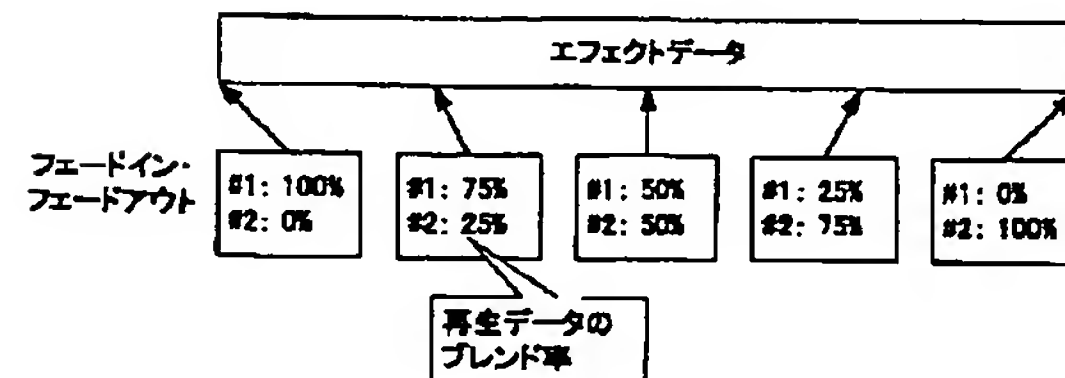 エフェクトデータ
フェードイン・
フェードアウト
#1: 100%
#2: 0%
#1: 75%
#2: 25%
#1: 50%
#2: 50%
#1: 25%
#2: 75%
#1: 0%
#2: 100%
再生データの
ブレンド率